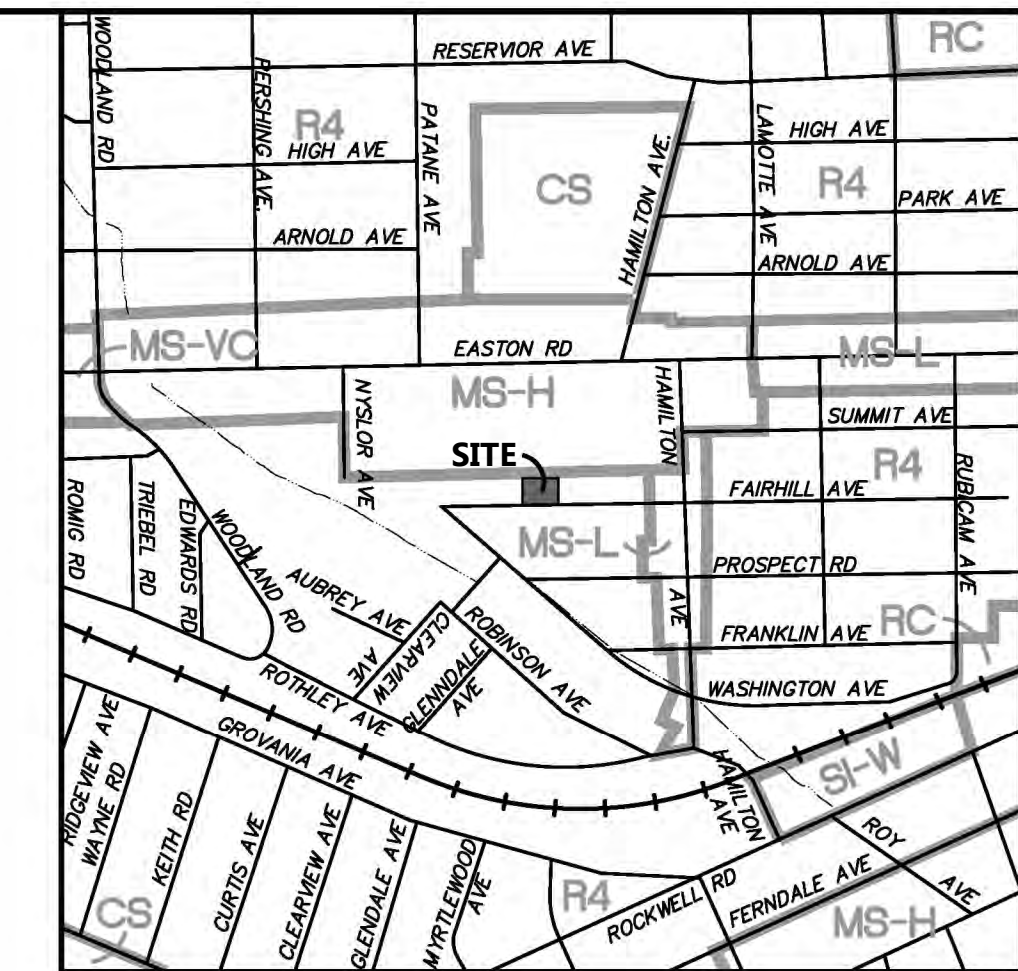 RC
RESERVIOR AVE
WOODLAND RD
PERSHING AVE.
R4
HIGH AVE
PATANE AVE
ARNOLD AVE
CS
HAMILTON AVE.
LAMOTTE AVE
HIGH AVE
R4
PARK AVE
ARNOLD AVE
MS-VC
EASTON RD
MS-L
MS-H
NYSLOR AVE
HAMILTON
AVE
SUMMIT AVE
SITE
R4
FAIRHILL AVE
RUBICAM AVE
MS-L
PROSPECT RD
RC
FRANKLIN AVE
WASHINGTON AVE
ROMIG RD
TRIEBEL RD
EDWARDS RD
WOODLAND RD
AUBREY AVE
CLEARVIEW
AVE
ROBINSON AVE
GLENNDALE
AVE
ROTHLEY AVE
GROVANIA AVE
HAMILTON
AVE
SI-W
RIDGEVIEW AVE
WAYNE RD
KEITH RD
CURTIS AVE
CLEARVIEW AVE
GLENDALE AVE
MYRTLEWOOD
AVE
CS
R4
ROCKWELL RD
FERNDALE AVE
ROY
AVE
MS-H